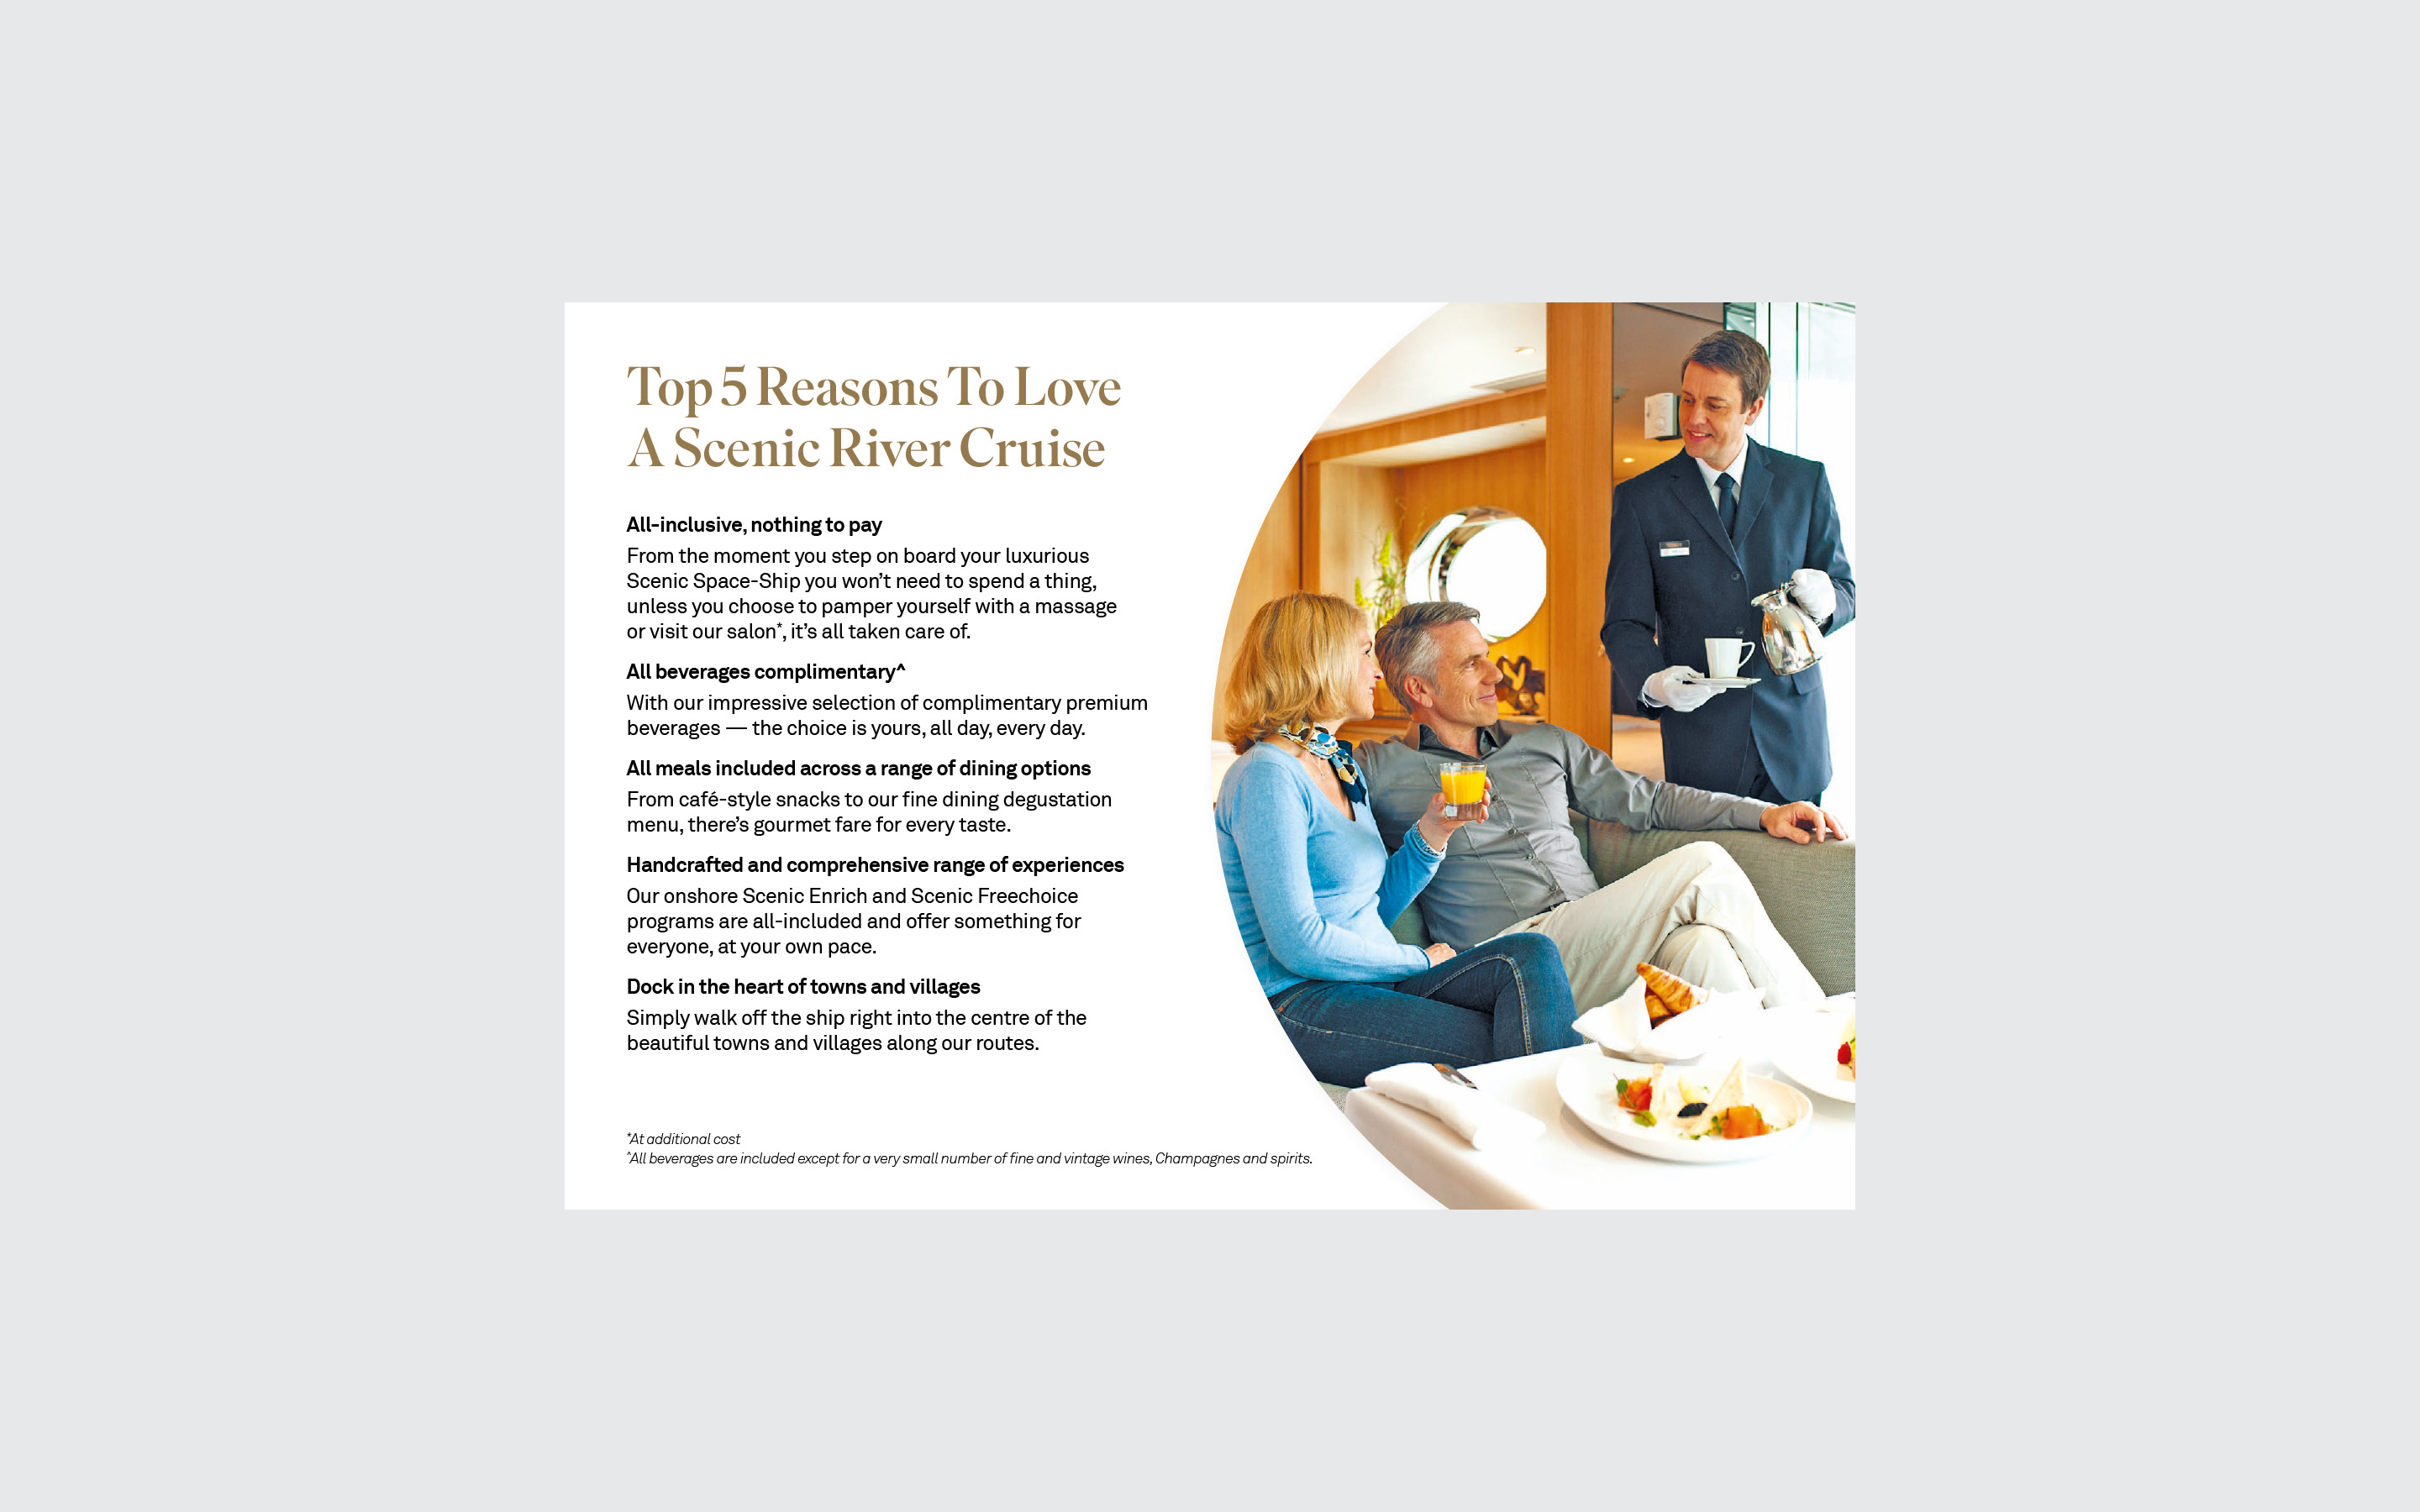 Top 5 Reasons To Love
A Scenic River Cruise
All-inclusive, nothing to pay
From the moment you step on board your luxurious
Scenic Space-Ship you won’t need to spend a thing,
unless you choose to pamper yourself with a massage
or visit our salon*, it’s all taken care of.
All beverages complimentary^
With our impressive selection of complimentary premium
beverages — the choice is yours, all day, every day.
All meals included across a range of dining options
From café-style snacks to our fine dining degustation
menu, there’s gourmet fare for every taste.
Handcrafted and comprehensive range of experiences
Our onshore Scenic Enrich and Scenic Freechoice
programs are all-included and offer something for
everyone, at your own pace.
Dock in the heart of towns and villages
Simply walk off the ship right into the centre of the
beautiful towns and villages along our routes.
*At additional cost
^All beverages are included except for a very small number of fine and vintage wines, Champagnes and spirits.